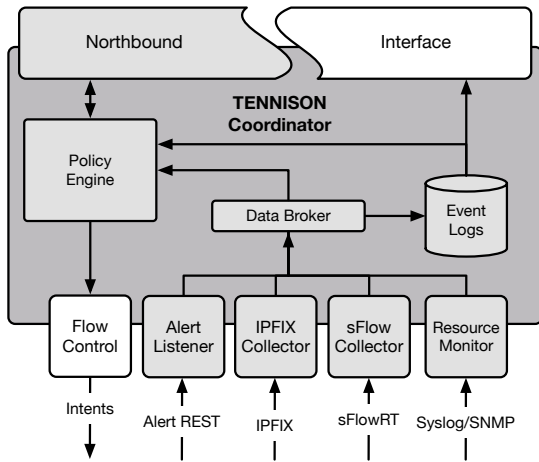 Northbound
Interface
TENNISON
Coordinator
Policy
Engine
Data Broker
Event
Logs
Flow
Control
Alert
Listener
IPFIX
Collector
sFlow
Collector
Resource
Monitor
Intents
Alert REST
IPFIX
sFlowRT
Syslog/SNMP